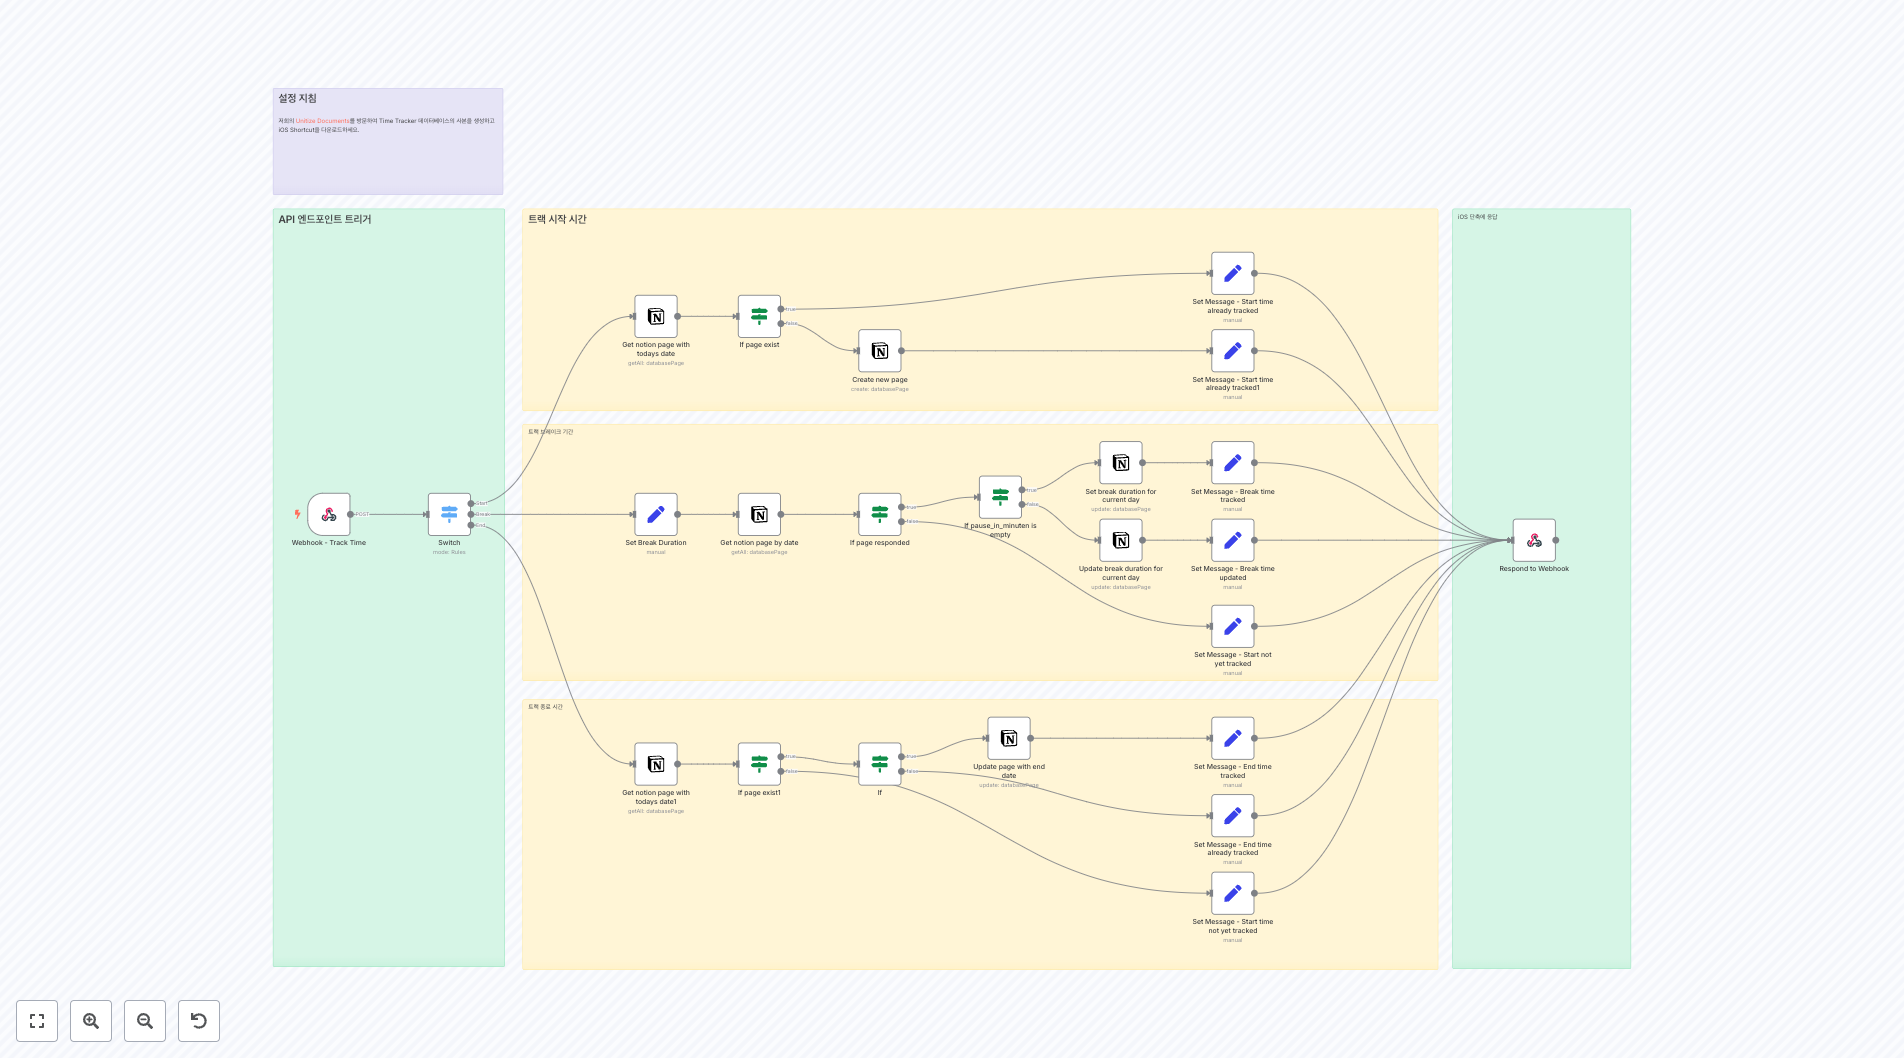 설정 지침
저희의 Unitize Documents를 방문하여 Time Tracker 데이터베이스의 사본을 생성하고
iOS Shortcut을 다운로드하세요.
API 엔드포인트 트리거
Webhook - Track Time
POST
Switch
mode: Rules
Start
Break
End
트랙 시작 시간
Get notion page with
todays date
getAll: databasePage
If page exist
true
false
Create new page
create: databasePage
Set Message - Start time
already tracked
manual
Set Message - Start time
already tracked1
manual
트랙 브레이크 기간
Set Break Duration
manual
Get notion page by date
getAll: databasePage
If page responded
true
false
If pause_in_minuten is
empty
true
false
Set break duration for
current day
update: databasePage
Set Message - Break time
tracked
manual
Update break duration for
current day
update: databasePage
Set Message - Break time
updated
manual
Set Message - Start not
yet tracked
manual
트랙 종료 시간
Get notion page with
todays date1
getAll: databasePage
If page exist1
true
false
If
true
false
Update page with end
date
update: databasePage
Set Message - End time
tracked
manual
Set Message - End time
already tracked
manual
Set Message - Start time
not yet tracked
manual
iOS 단축에 응답
Respond to Webhook